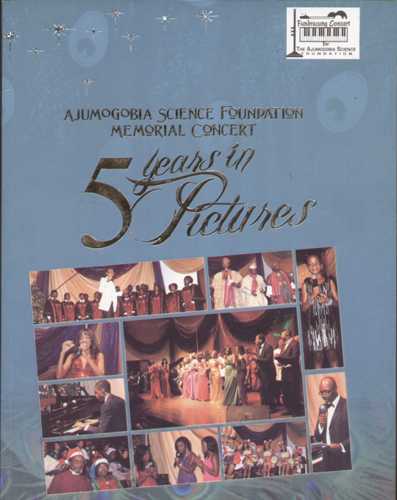 Fundraising Concert
for
THE AJUMOGOBIA SCIENCE
FOUNDATION
AJUMOGOBIA SCIENCE FOUNDATION
MEMORIAL CONCERT
5 Years in
Pictures